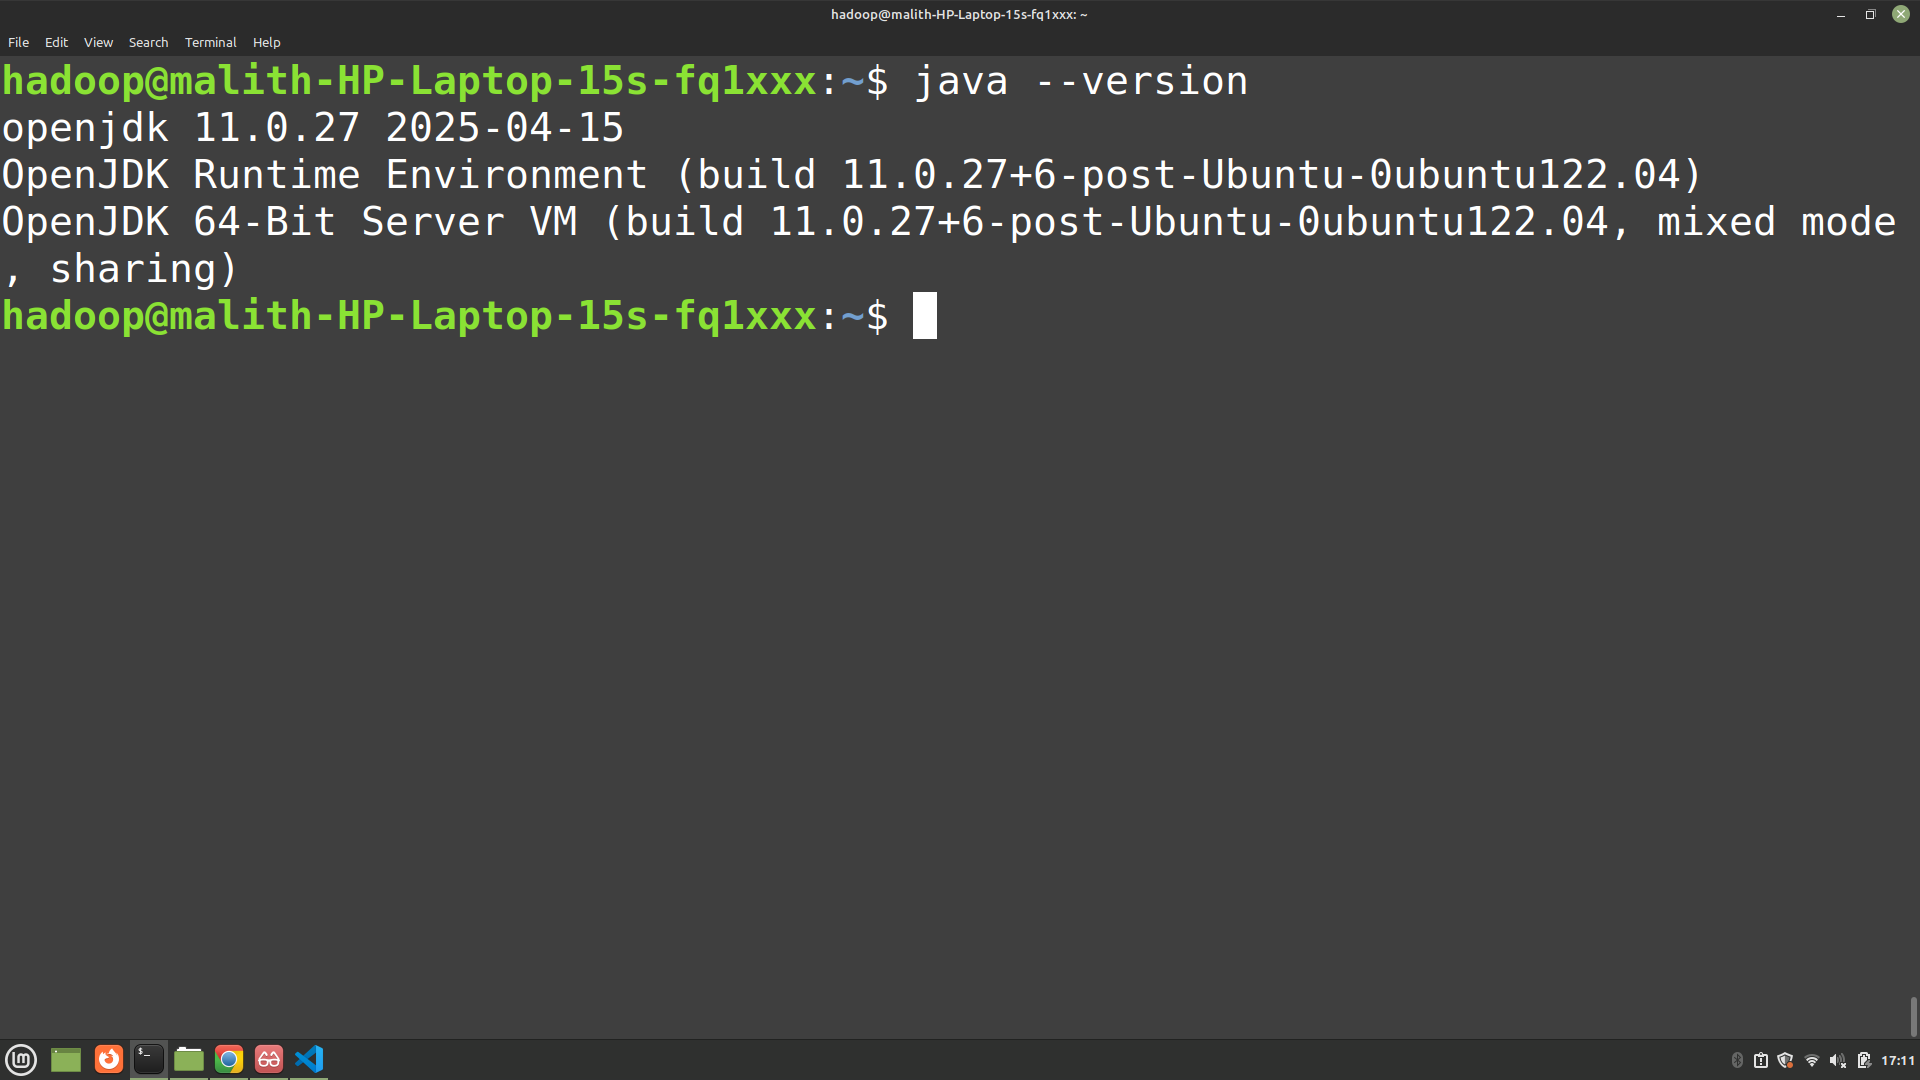 hadoop@malith-HP-Laptop-15s-fq1xxx: ~
File Edit View Search Terminal Help
hadoop@malith-HP-Laptop-15s-fq1xxx:~$ java --version
openjdk 11.0.27 2025-04-15
OpenJDK Runtime Environment (build 11.0.27+6-post-Ubuntu-0ubuntu122.04)
OpenJDK 64-Bit Server VM (build 11.0.27+6-post-Ubuntu-0ubuntu122.04, mixed mode
, sharing)
hadoop@malith-HP-Laptop-15s-fq1xxx:~$
17:11